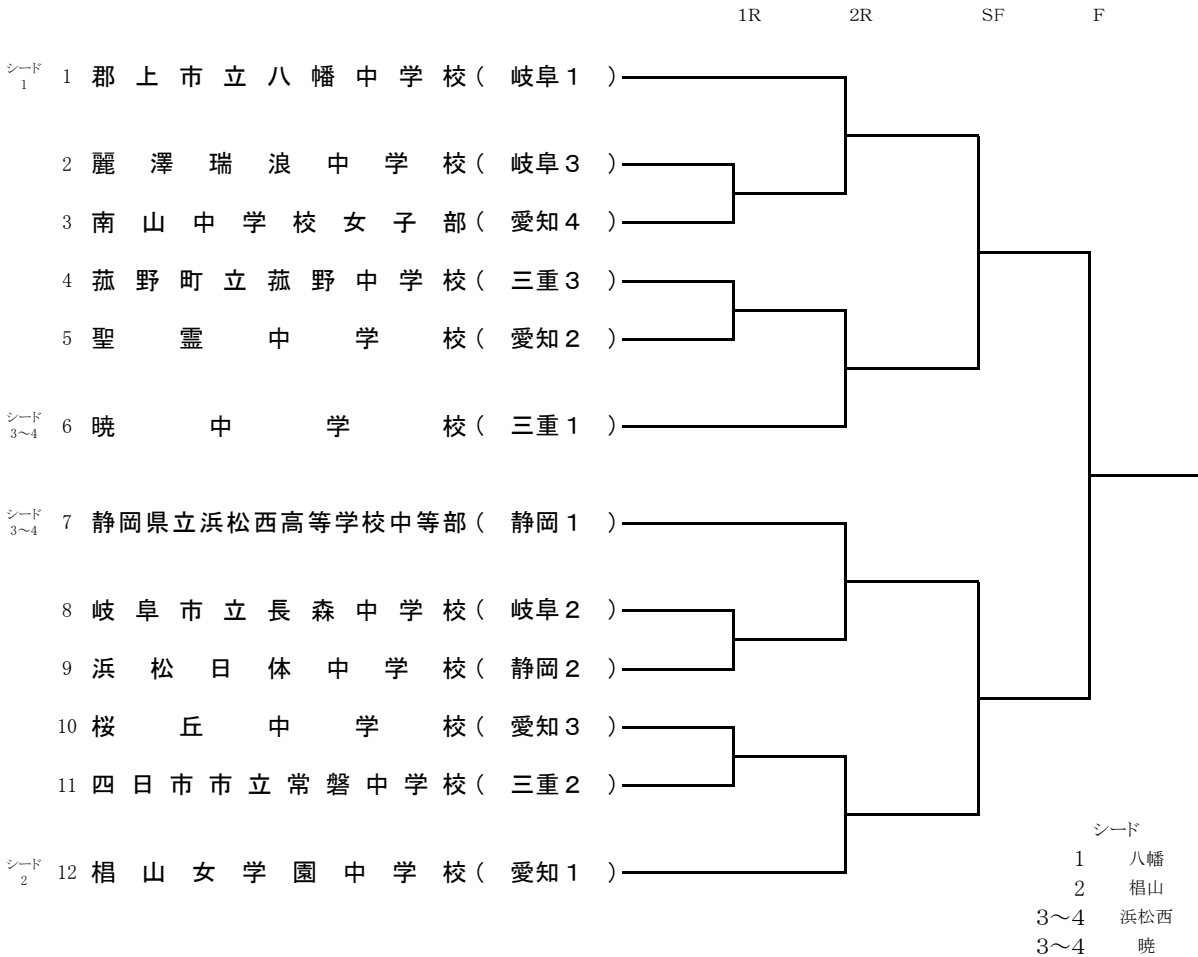 1R 2R SF F
シード1 1 郡上市立八幡中学校( 岐阜1 )
2 麗澤瑞浪中学校( 岐阜3 )
3 南山中学校女子部( 愛知4 )
4 菰野町立菰野中学校( 三重3 )
5 聖霊中学校( 愛知2 )
シード3〜4 6 暁中学校( 三重1 )
シード3〜4 7 静岡県立浜松西高等学校中等部( 静岡1 )
8 岐阜市立長森中学校( 岐阜2 )
9 浜松日体中学校( 静岡2 )
10 桜丘中学校( 愛知3 )
11 四日市市立常磐中学校( 三重2 )
シード2 12 椙山女学園中学校( 愛知1 )
シード
1 八幡
2 椙山
3〜4 浜松西
3〜4 暁